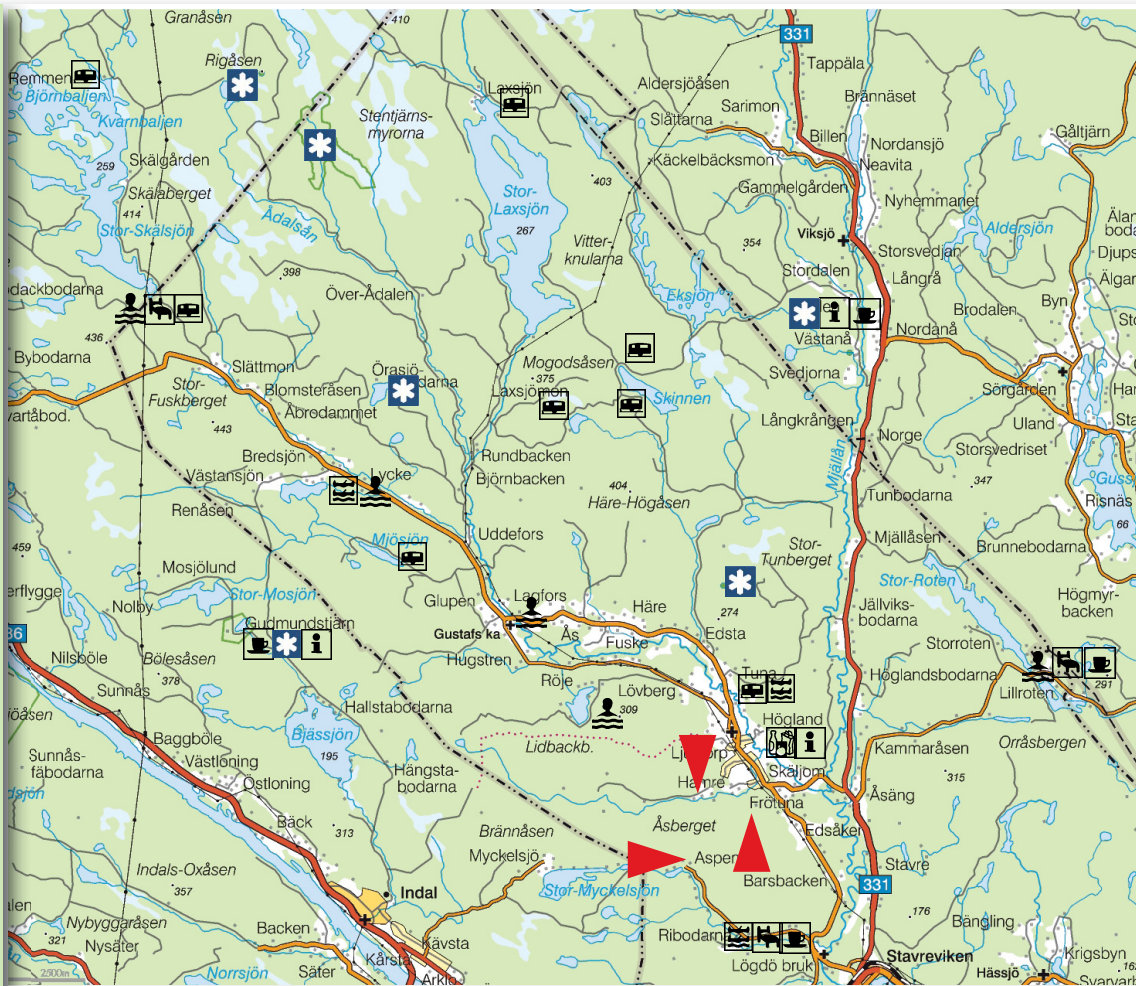 Granåsen
410
331
Rigåsen
Tappäla
Remmen
Björnbaljen
Laxsjön
Aldersjöåsen
Brännäset
Kvarnbaljen
Stentjärns-
myrorna
Sarimon
Slåttarna
Billen
Nordansjö
Gåltjärn
259
Skälgården
Käckelbäcksmon
Neavita
Skälaberget
403
Gammelgården
Nyhemmanet
414
Stor-
Laxsjön
267
Ådalsån
Stor-Skälsjön
Viksjö
354
Storsvedjan
Aldersjön
Vitter-
knularna
398
Stordalen
Långrå
Över-Ådalen
Eksjön
Brodalen
Byn
Västanå
Nordanå
436
Bybodarna
Slättmon
Mogodsåsen
375
Svedjorna
Stor-
Fuskberget
Blomsteråsen
Åbrodammet
Laxsjömon
Skinnen
Sörgården
443
Långkrången
Uland
Norge
Storsvedriset
Bredsjön
Rundbacken
Björnbacken
Västansjön
Lycke
Mjällån
347
Renåsen
404
Häre-Högåsen
Tunbodarna
Risnäs
66
459
Mjösjön
Uddefors
Stor-
Tunberget
Mjällåsen
Brunnebodarna
Mosjölund
Stor-Roten
Nolby
Stor-Mosjön
Glupen
Lagfors
Häre
274
Jällviks-
bodarna
Högmyr-
backen
Gudmundstjärn
Gustafs ka
Ås
Fuske
Edsta
Storroten
Nilsböle
Bölesåsen
378
Hugstren
Röje
Lövberg
Tuna
Höglandsbodarna
Lillroten
291
Sunnås
Hallstabodarna
309
Högland
Baggböle
Bjässjön
195
Lidbackb.
Kammaråsen
Orråsbergen
Sunnås-
fäbodarna
Västloning
Östloning
Hängsta-
bodarna
Hamre
Skäljom
315
Frötuna
Åsäng
Bäck
313
Brännåsen
Åsberget
Edsåker
Myckelsjö
Stavre
Indals-Oxåsen
357
Stor-Myckelsjön
Barsbacken
331
Indal
176
Nybyggaråsen
321
Nysäter
Backen
Kävsta
Bängling
Norrsjön
Säter
Kårsta
Lögdö bruk
Stavreviken
Krigsbyn
Hässjö
2500m